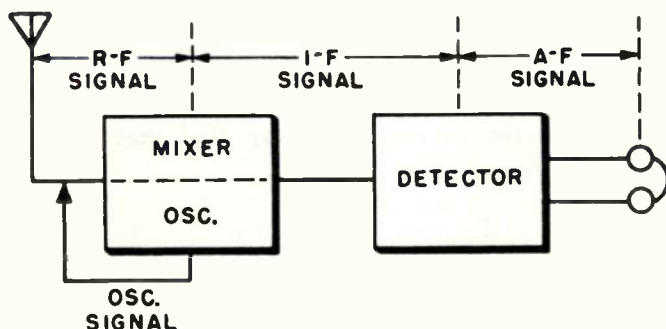 R-F
SIGNAL
I-F
SIGNAL
A-F
SIGNAL
MIXER
OSC.
DETECTOR
OSC.
SIGNAL